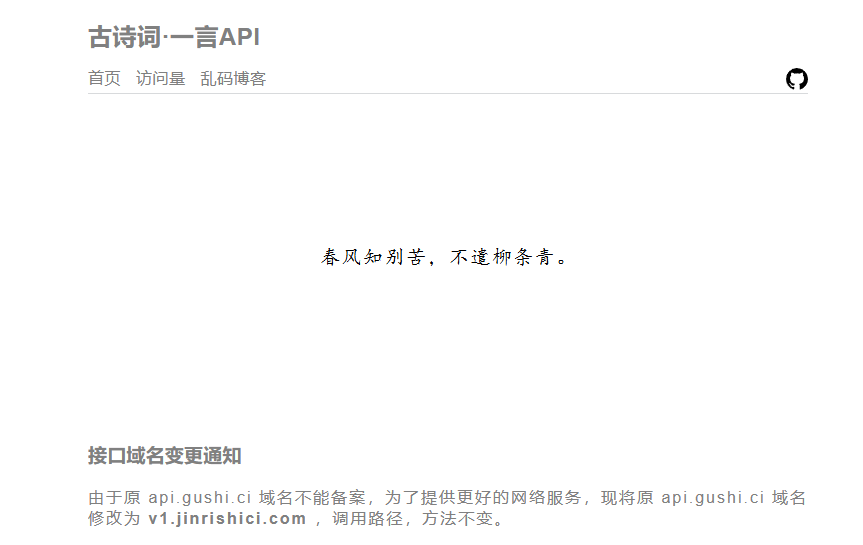 古诗词·一言API
首页 访问量 乱码博客
春风知别苦，不遣柳条青。
接口域名变更通知
由于原 api.gushi.ci 域名不能备案，为了提供更好的网络服务，现将原 api.gushi.ci 域名
修改为 v1.jinrishici.com ，调用路径，方法不变。